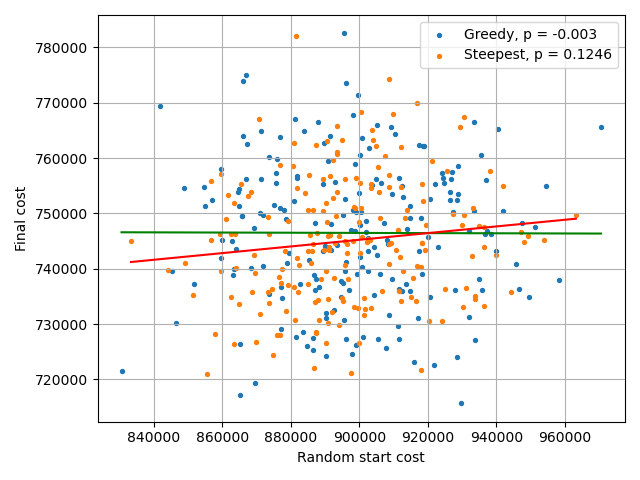 Greedy, p = -0.003
Steepest, p = 0.1246
Final cost
780000
770000
760000
750000
740000
730000
720000
840000 860000 880000 900000 920000 940000 960000
Random start cost